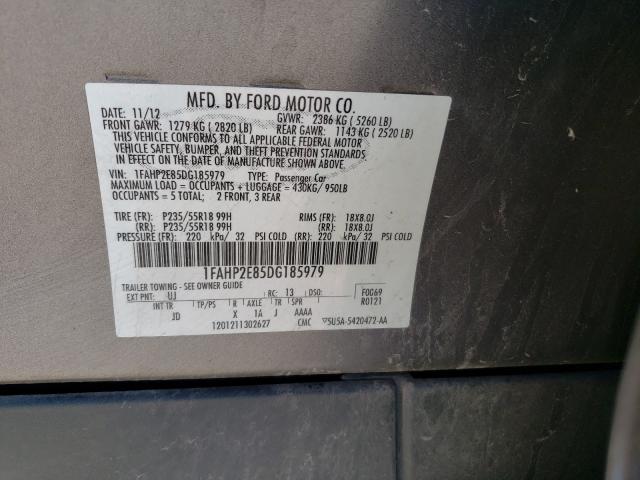 MFD. BY FORD MOTOR CO.
DATE: 11/12 GVWR: 2386 KG ( 5260 LB)
FRONT GAWR: 1279 KG ( 2820 LB) REAR GAWR: 1143 KG ( 2520 LB)
THIS VEHICLE CONFORMS TO ALL APPLICABLE FEDERAL MOTOR
VEHICLE SAFETY, BUMPER, AND THEFT PREVENTION STANDARDS
IN EFFECT ON THE DATE OF MANUFACTURE SHOWN ABOVE.
VIN: 1FAHP2E85DG185979 TYPE: Passenger Car
MAXIMUM LOAD = OCCUPANTS + LUGGAGE = 430KG/ 950LB
OCCUPANTS = 5 TOTAL; 2 FRONT, 3 REAR
TIRE (FR): P235/55R18 99H RIMS (FR): 18X8.0J
(RR): P235/55R18 99H (RR): 18X8.0J
PRESSURE (FR): 220 kPa/ 32 PSI COLD (RR): 220 kPa/ 32 PSI COLD
1FAHP2E85DG185979
TRAILER TOWING - SEE OWNER GUIDE
EXT PNT: UJ RC: 13 DSO: F0069
R0121
INT TR TP/PS R AXLE TR SPR
JD X 1A J AAAA
1201211302627 CMC 5U5A-5420472-AA